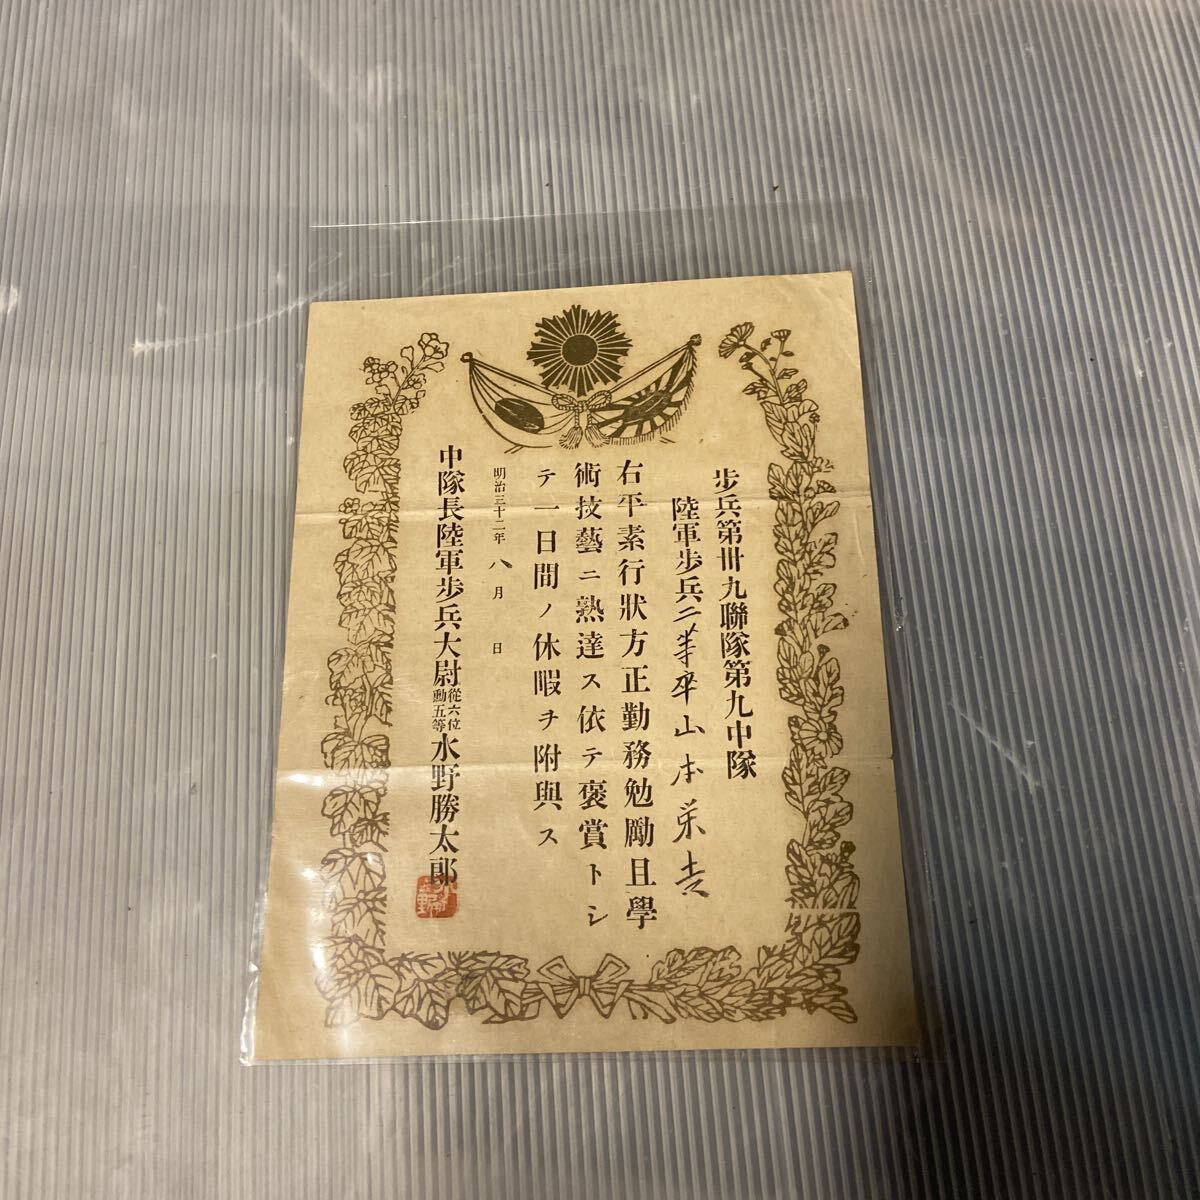 歩兵第卅九聯隊第九中隊
陸軍歩兵二等卒山本栄吉
右平素行狀方正勤務勉勵且學
術技藝ニ熟達ス依テ褒賞トシ
テ一日間ノ休暇ヲ附與ス
明治三十二年八月 日
中隊長陸軍歩兵大尉從六位勳五等水野勝太郎